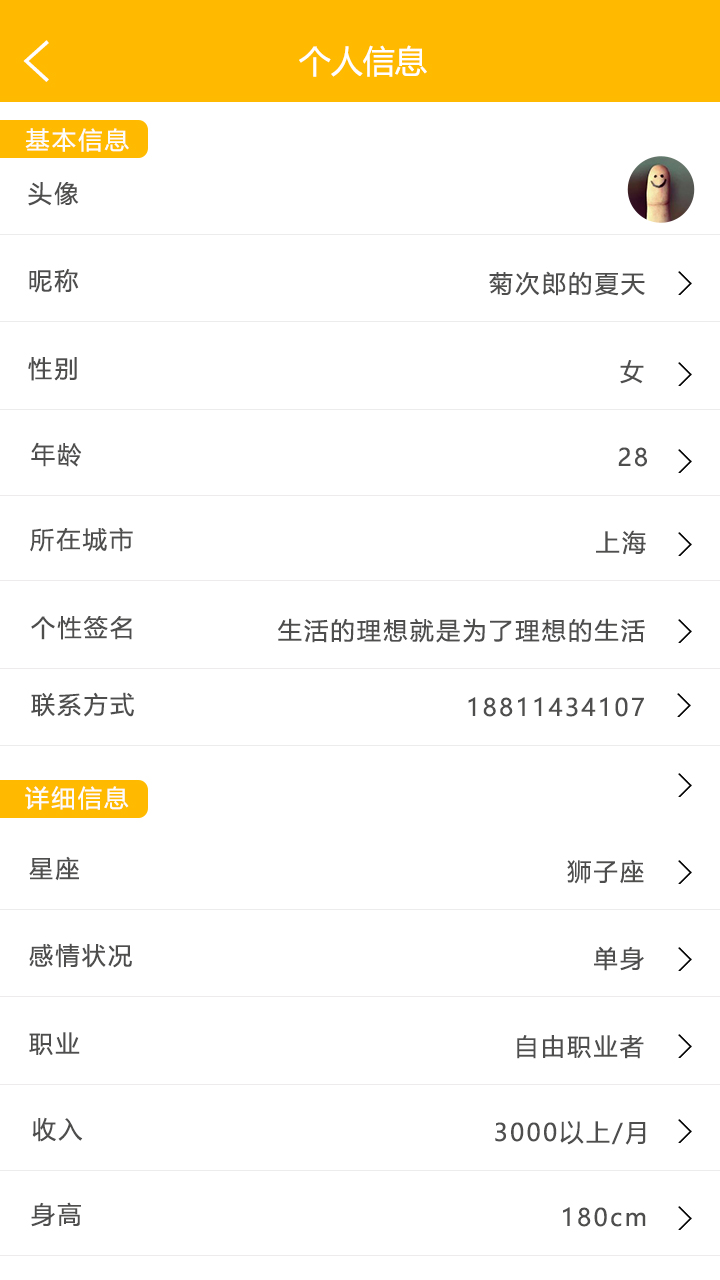 个人信息
基本信息
头像
昵称 菊次郎的夏天
性别 女
年龄 28
所在城市 上海
个性签名 生活的理想就是为了理想的生活
联系方式 18811434107
详细信息
星座 狮子座
感情状况 单身
职业 自由职业者
收入 3000以上/月
身高 180cm